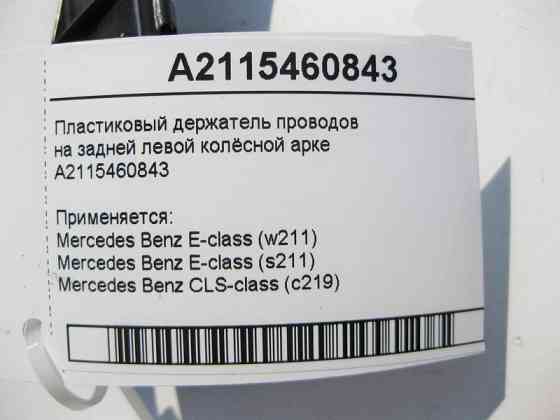 A2115460843
Пластиковый держатель проводов
на задней левой колёсной арке
A2115460843
Применяется:
Mercedes Benz E-class (w211)
Mercedes Benz E-class (s211)
Mercedes Benz CLS-class (c219)